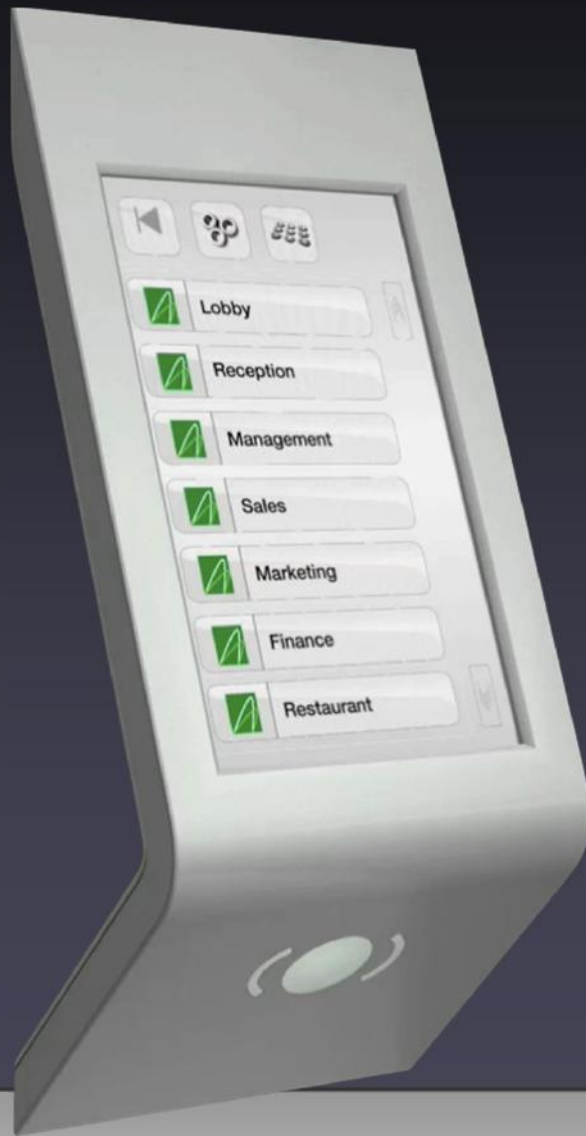 Lobby
Reception
Management
Sales
Marketing
Finance
Restaurant